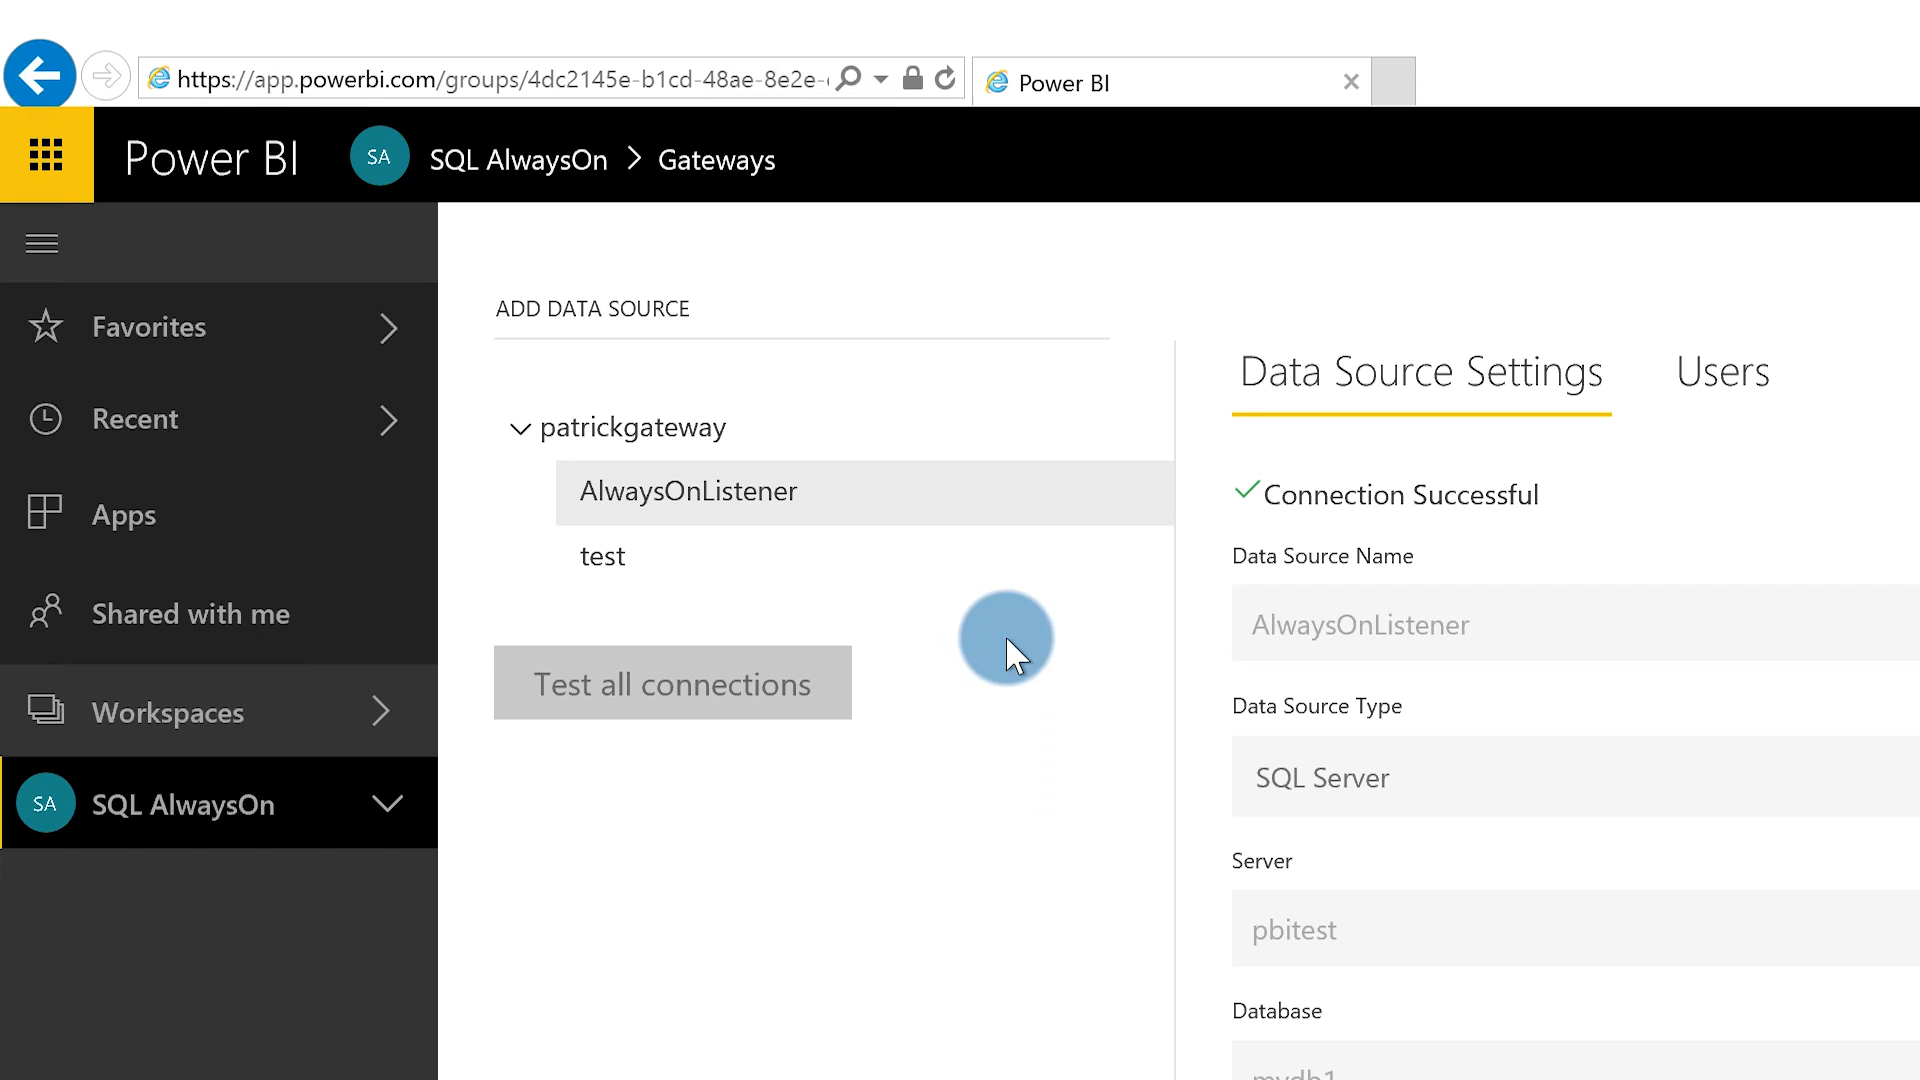 https://app.powerbi.com/groups/4dc2145e-b1cd-48ae-8e2e-
Power BI
Power BI
SA
SQL AlwaysOn > Gateways
Favorites
Recent
Apps
Shared with me
Workspaces
SA
SQL AlwaysOn
ADD DATA SOURCE
patrickgateway
AlwaysOnListener
test
Test all connections
Data Source Settings
Users
Connection Successful
Data Source Name
AlwaysOnListener
Data Source Type
SQL Server
Server
pbitest
Database
mydb1